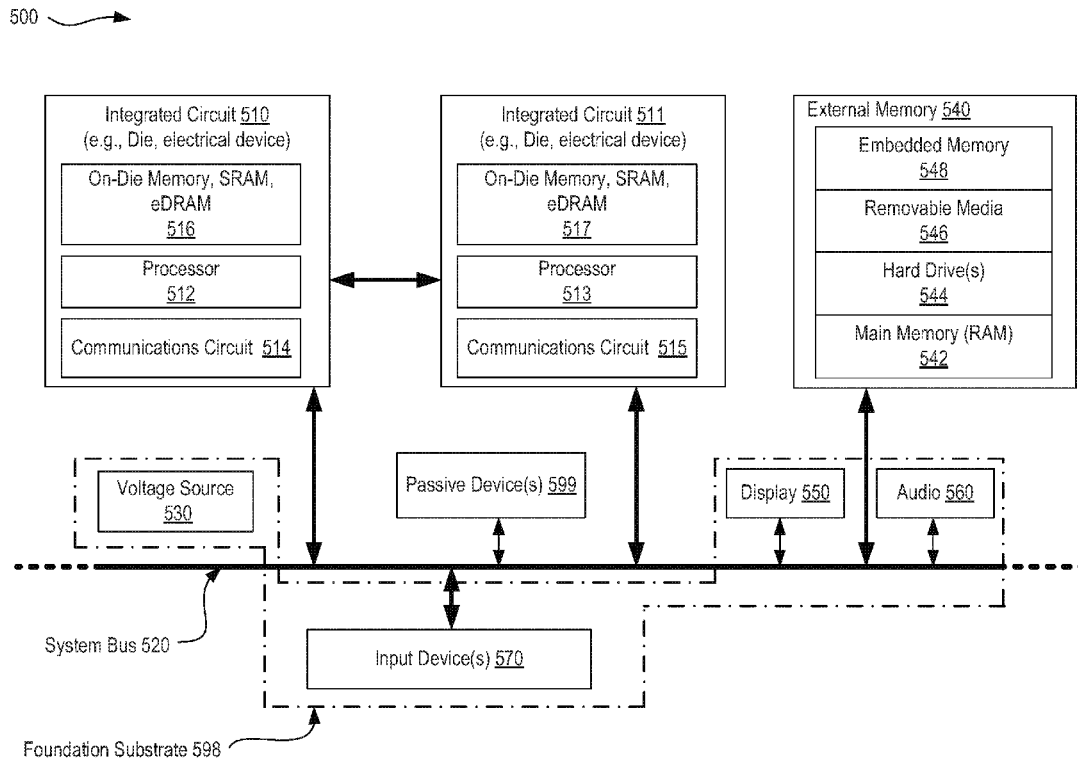 500
Integrated Circuit 510
(e.g., Die, electrical device)
On-Die Memory, SRAM,
eDRAM
516
Processor
512
Communications Circuit 514
Integrated Circuit 511
(e.g., Die, electrical device)
On-Die Memory, SRAM,
eDRAM
517
Processor
513
Communications Circuit 515
External Memory 540
Embedded Memory
548
Removable Media
546
Hard Drive(s)
544
Main Memory (RAM)
542
Voltage Source
530
Passive Device(s) 599
Display 550
Audio 560
System Bus 520
Input Device(s) 570
Foundation Substrate 598